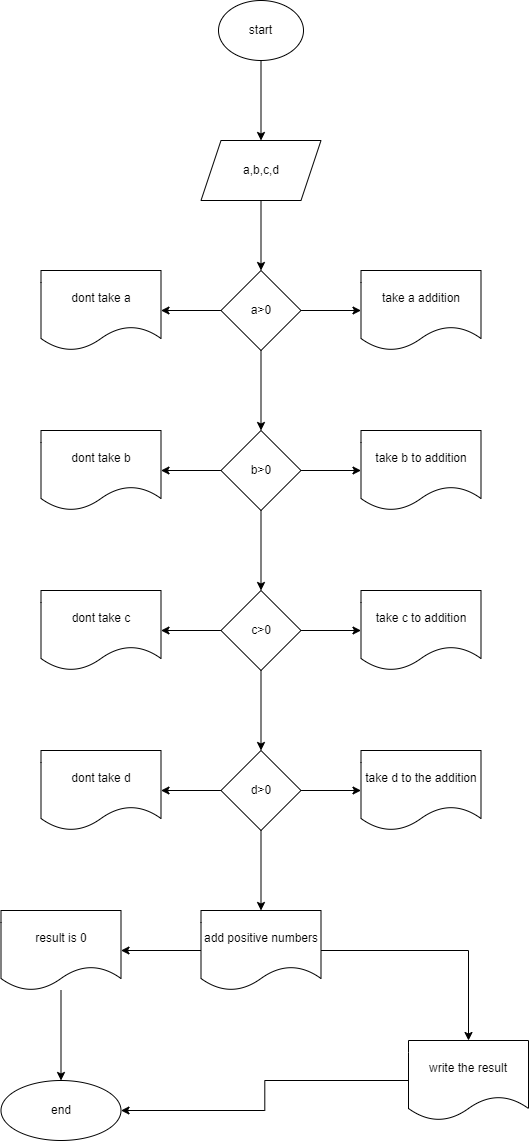 start
a,b,c,d
dont take a
a>0
take a addition
dont take b
b>0
take b to addition
dont take c
c>0
take c to addition
dont take d
d>0
take d to the addition
result is 0
add positive numbers
write the result
end